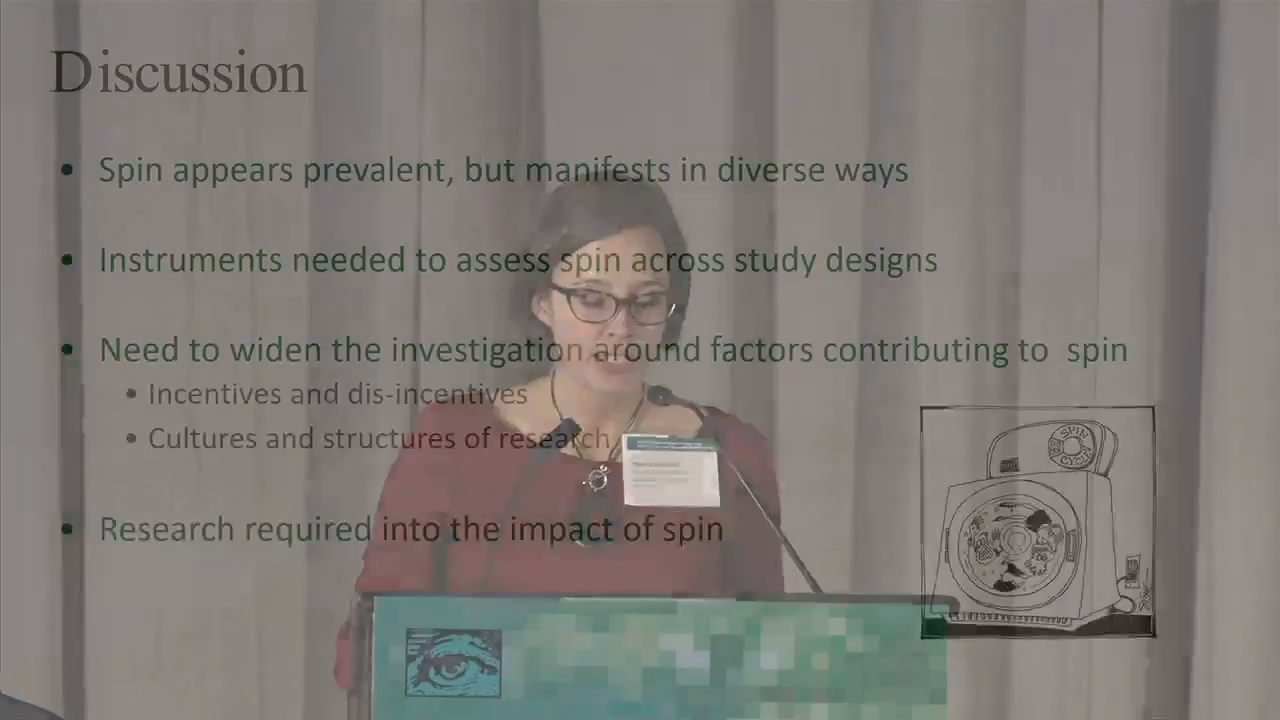 Discussion
• Spin appears prevalent, but manifests in diverse ways
• Instruments needed to assess spin across study designs
• Need to widen the investigation around factors contributing to  spin
• Incentives and dis-incentives
• Cultures and structures of research
SPIN
CYCLE
• Research required into the impact of spin